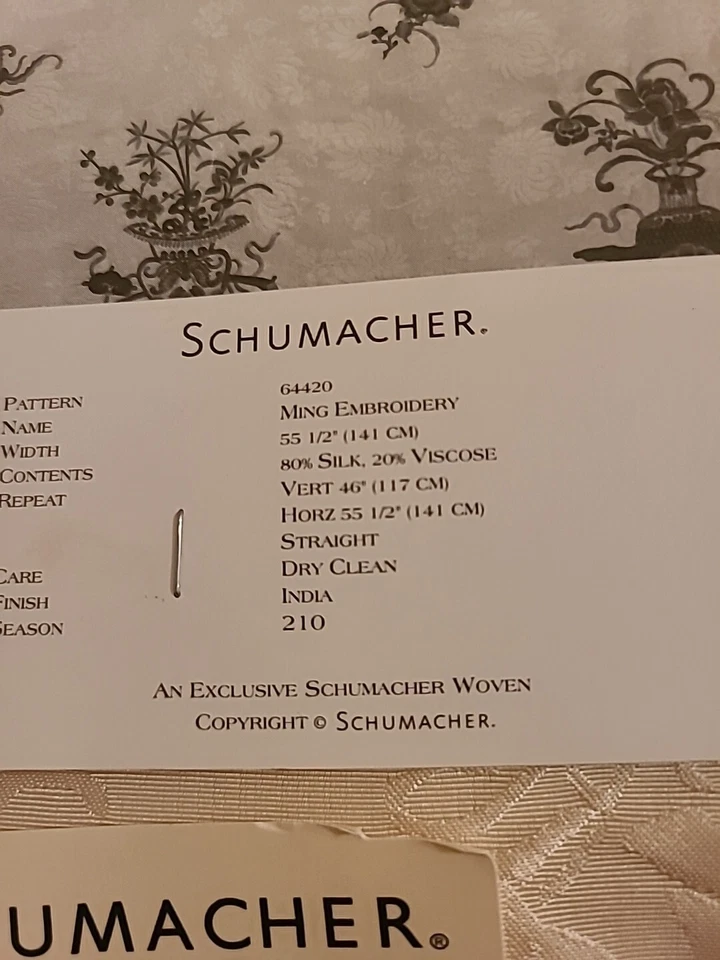 SCHUMACHER®
PATTERN 64420
NAME MING EMBROIDERY
WIDTH 55 1/2" (141 CM)
CONTENTS 80% SILK, 20% VISCOSE
REPEAT VERT 46" (117 CM)
HORZ 55 1/2" (141 CM)
STRAIGHT
CARE DRY CLEAN
FINISH INDIA
SEASON 210
AN EXCLUSIVE SCHUMACHER WOVEN
COPYRIGHT © SCHUMACHER.
UMACHER®